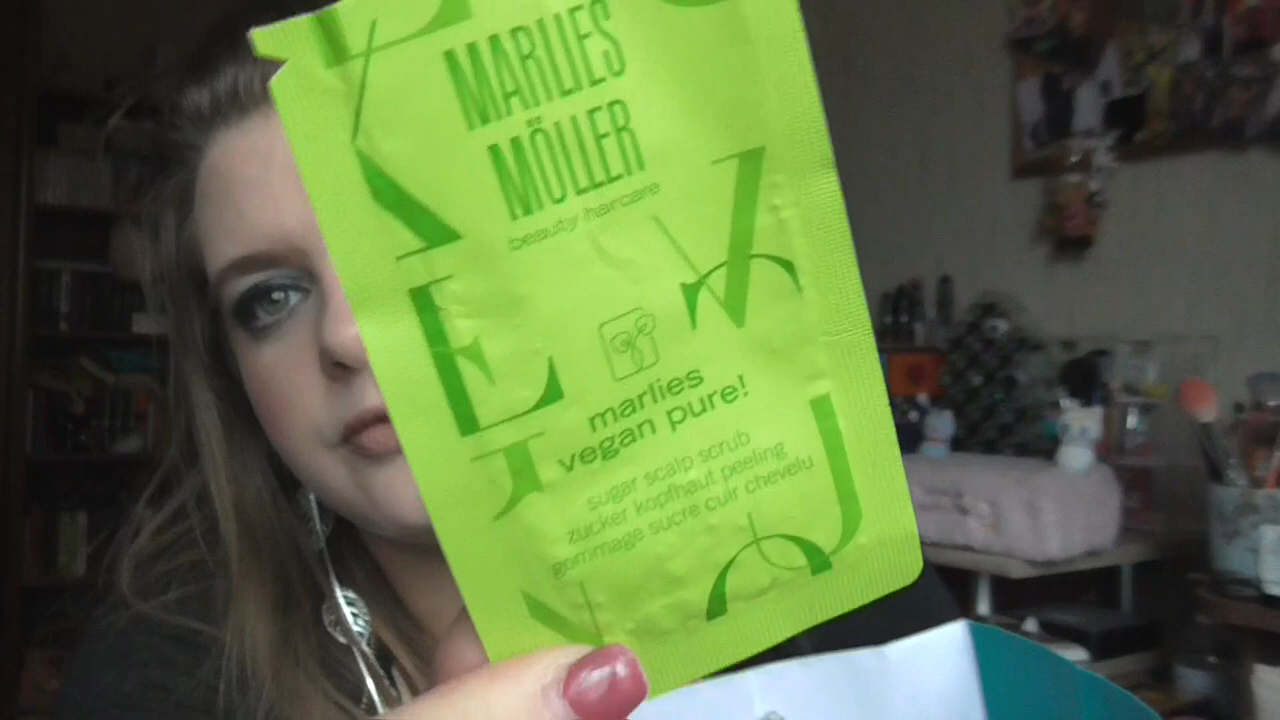 MARLIES
MÖLLER
beauty haircare
marlies
vegan pure!
sugar scalp scrub
zucker kopfhaut peeling
gommage sucre cuir chevelu